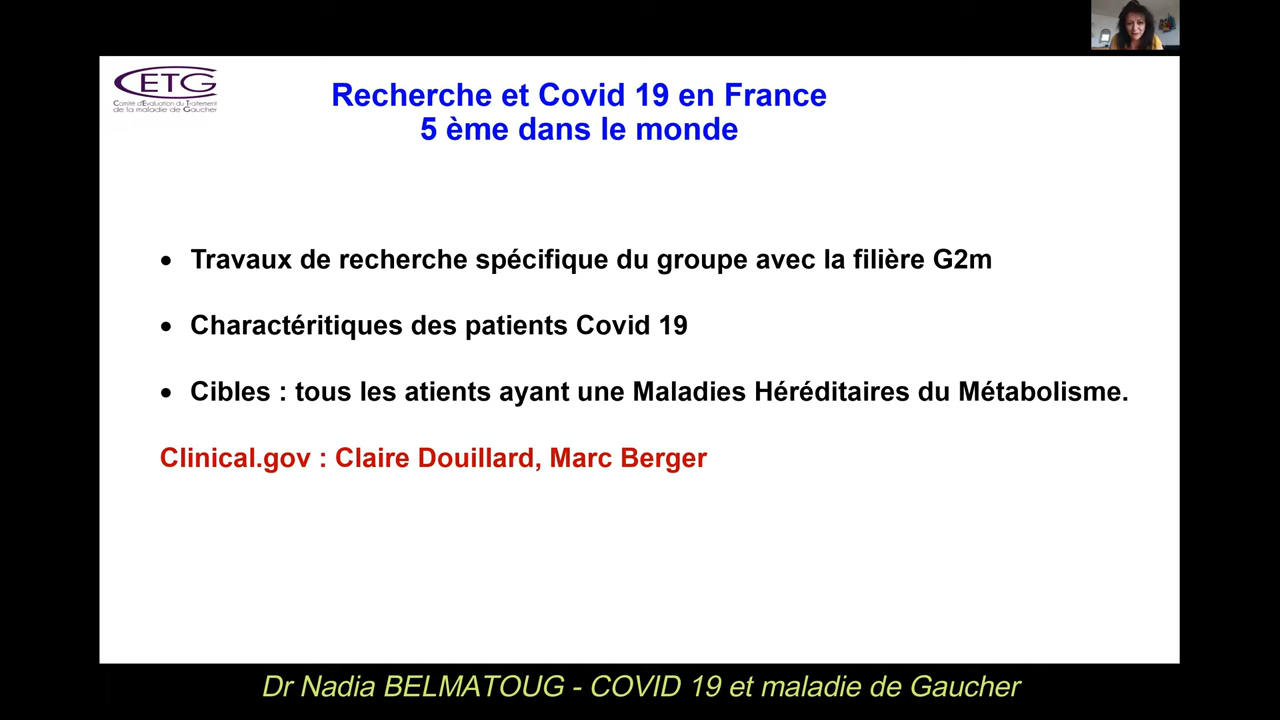 CETG
Comité d'Evaluation du Traitement
de la maladie de Gaucher
Recherche et Covid 19 en France
5 ème dans le monde
• Travaux de recherche spécifique du groupe avec la filière G2m
• Charactéritiques des patients Covid 19
• Cibles : tous les atients ayant une Maladies Héréditaires du Métabolisme.
Clinical.gov : Claire Douillard, Marc Berger
Dr Nadia BELMATOUG - COVID 19 et maladie de Gaucher